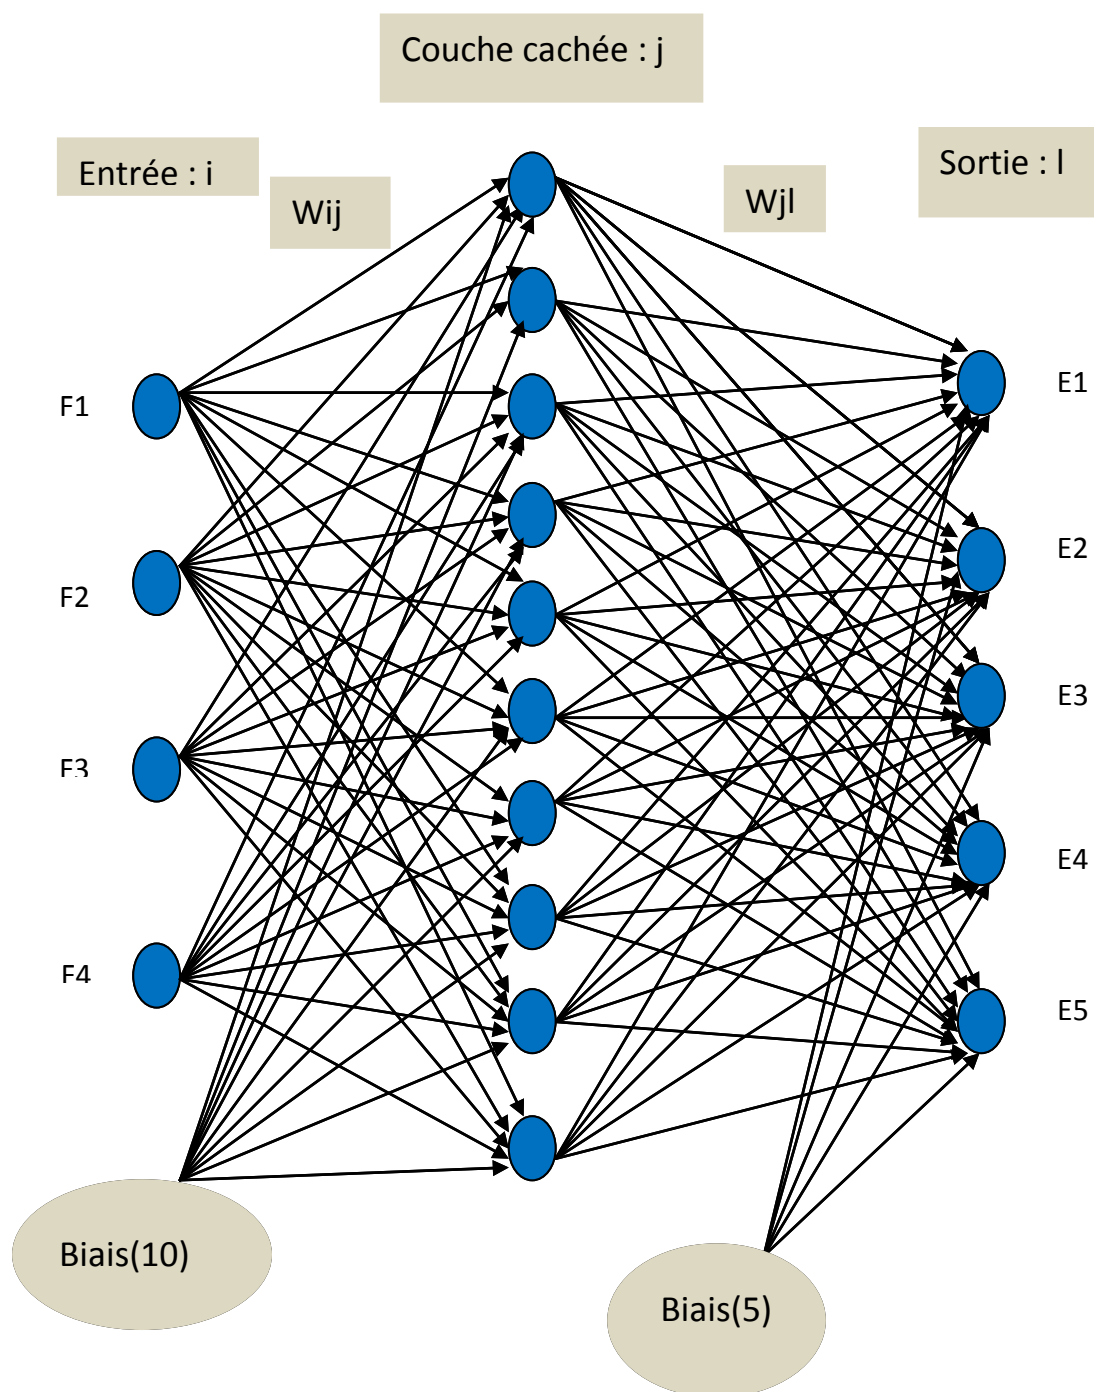 Couche cachée : j
Entrée : i
Wij
Wjl
Sortie : l
F1
F2
F3
F4
E1
E2
E3
E4
E5
Biais(10)
Biais(5)